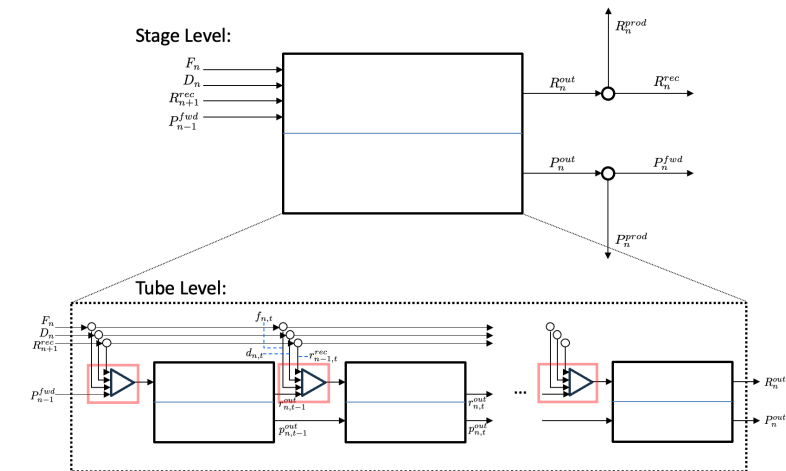 Stage Level:
R_n^{prod}
F_n
D_n
R_{n+1}^{rec}
P_{n-1}^{fwd}
R_n^{out}
R_n^{rec}
P_n^{out}
P_n^{fwd}
P_n^{prod}
Tube Level:
F_n
D_n
R_{n+1}^{rec}
P_{n-1}^{fwd}
f_{n,t}
d_{n,t}
r_{n-1,t}^{rec}
r_{n,t-1}^{out}
p_{n,t-1}^{out}
r_{n,t}^{out}
p_{n,t}^{out}
...
R_n^{out}
P_n^{out}